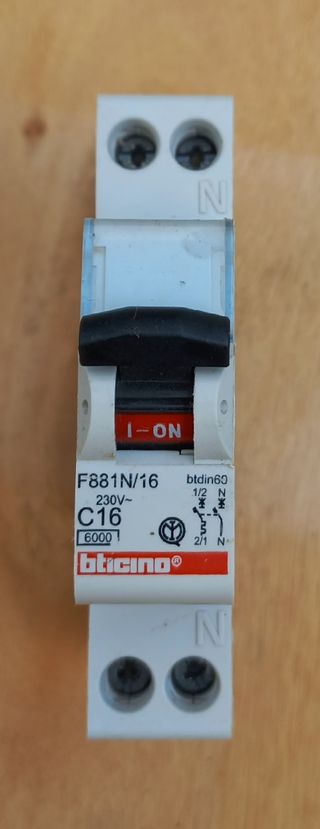 N
I-ON
F881N/16 btdin60
230V~ 1/2 N
C16
6000 2/1 N
bticino®
N